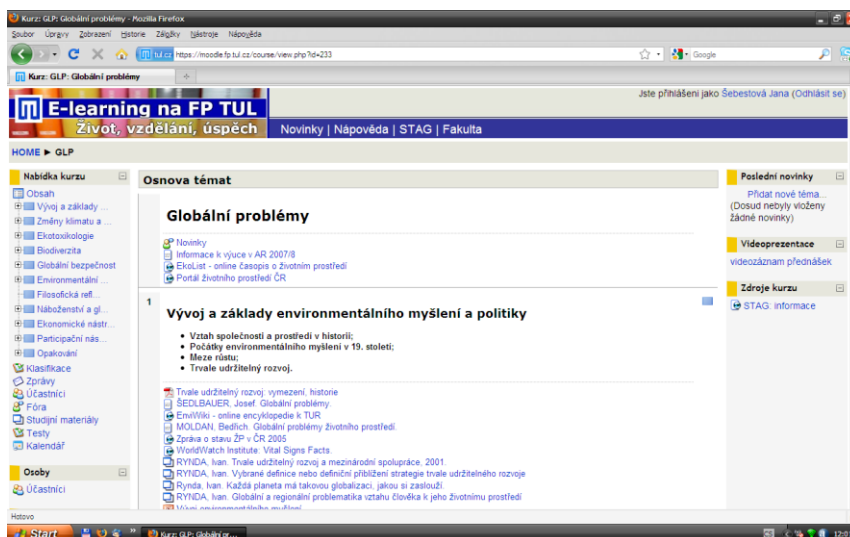 Kurz: GLP: Globální problémy - Mozilla Firefox
Soubor Úpravy Zobrazení Historie Záložky Nástroje Nápověda
tul.cz https://moodle.fp.tul.cz/course/view.php?id=233
Google
Kurz: GLP: Globální problémy
Jste přihlášeni jako Šebestová Jana (Odhlásit se)
E-learning na FP TUL
Život, vzdělání, úspěch
Novinky | Nápověda | STAG | Fakulta
HOME ► GLP
Nabídka kurzu
Obsah
Vývoj a základy ...
Změny klimatu a ...
Ekotoxikologie
Biodiverzita
Globální bezpečnost
Environmentální ...
Filosofická refl...
Náboženství a gl...
Ekonomické nástr...
Participační nás...
Opakování
Klasifikace
Zprávy
Účastníci
Fóra
Studijní materiály
Testy
Kalendář
Osoby
Účastníci
Osnova témat
Globální problémy
Novinky
Informace k výuce v AR 2007/8
EkoList - online časopis o životním prostředí
Portál životního prostředí ČR
1
Vývoj a základy environmentálního myšlení a politiky
• Vztah společnosti a prostředí v historii;
• Počátky environmentálního myšlení v 19. století;
• Meze růstu;
• Trvale udržitelný rozvoj.
Trvale udržitelný rozvoj: vymezení, historie
ŠEDLBAUER, Josef. Globální problémy.
EnviWiki - online encyklopedie k TUR
MOLDAN, Bedřich. Globální problémy životního prostředí.
Zpráva o stavu ŽP v ČR 2005
WorldWatch Institute: Vital Signs Facts.
RYNDA, Ivan. Trvale udržitelný rozvoj a mezinárodní spolupráce, 2001.
RYNDA, Ivan. Vybrané definice nebo definiční přiblížení strategie trvale udržitelného rozvoje
Rynda, Ivan. Každá planeta má takovou globalizaci, jakou si zaslouží.
RYNDA, Ivan. Globální a regionální problematika vztahu člověka k jeho životnímu prostředí
Vývoj environmentálního myšlení
Poslední novinky
Přidat nové téma...
(Dosud nebyly vloženy
žádné novinky)
Videoprezentace
videozáznam přednášek
Zdroje kurzu
STAG: informace
Hotovo
Start
Kurz: GLP: Globální pr...